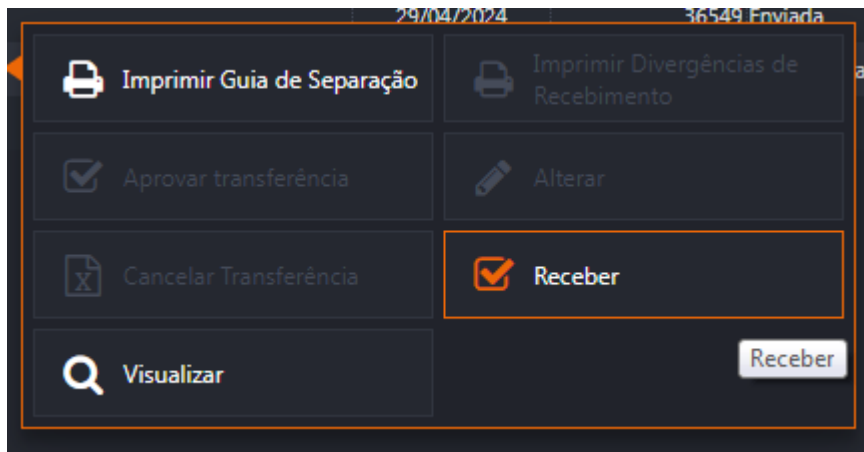 29/04/2024 36549 Enviada
Imprimir Guia de Separação
Imprimir Divergências de
Recebimento
Aprovar transferência
Alterar
Cancelar Transferência
Receber
Visualizar
Receber